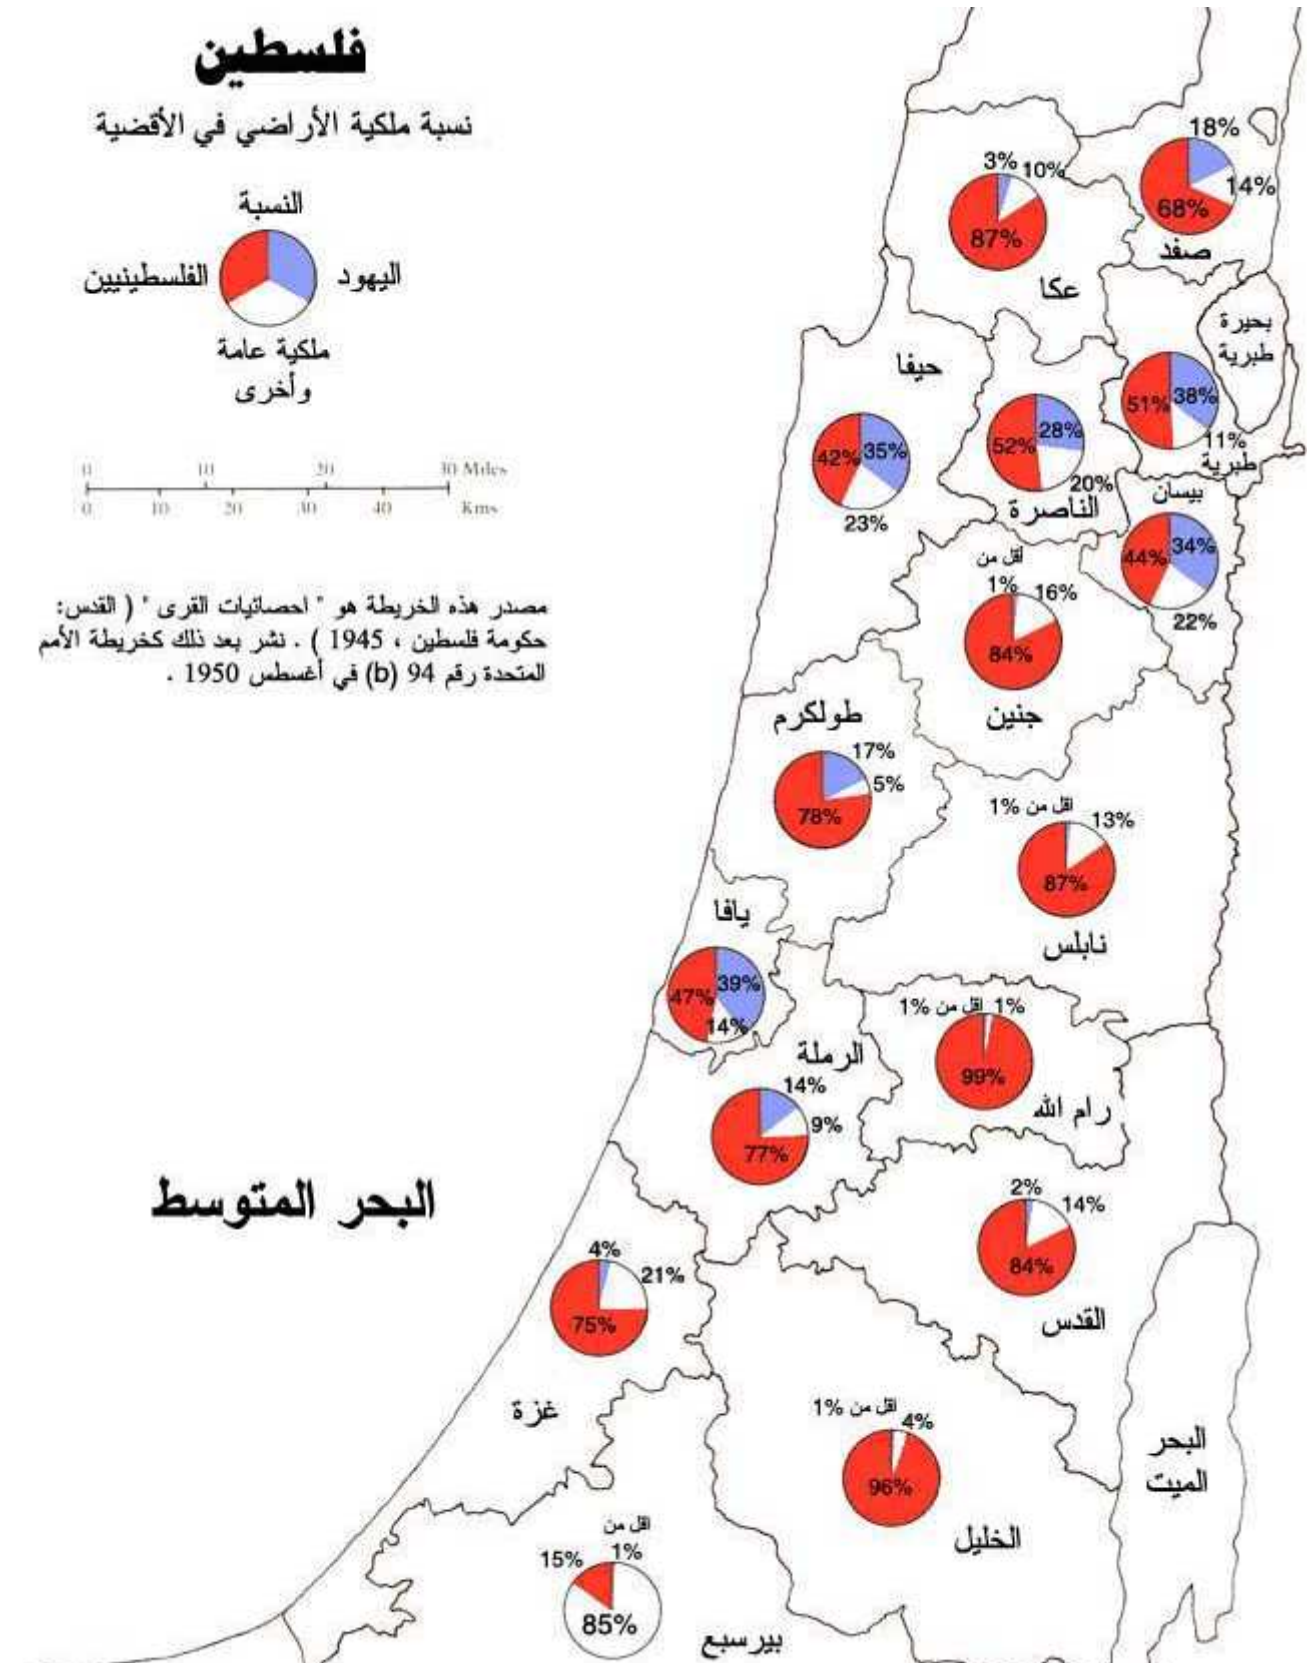 فلسطين
نسبة ملكية الأراضي في الأقضية
النسبة
اليهود
الفلسطينيين
ملكية عامة
وأخرى
0 10 20 30 Miles
0 10 20 30 40 Kms
مصدر هذه الخريطة هو " احصائيات القرى " ( القدس:
حكومة فلسطين ، 1945 ) . نشر بعد ذلك كخريطة الأمم
المتحدة رقم 94 (b) في أغسطس 1950 .
18%
14%
68%
صفد
3%
10%
87%
عكا
بحيرة
طبرية
38%
51%
11%
طبرية
حيفا
35%
42%
23%
28%
52%
20%
الناصرة
بيسان
34%
44%
22%
أقل من
1%
16%
84%
جنين
طولكرم
17%
5%
78%
اقل من 1%
13%
87%
نابلس
يافا
39%
47%
14%
اقل من 1%
1%
99%
رام الله
الرملة
14%
9%
77%
2%
14%
84%
القدس
البحر المتوسط
4%
21%
75%
غزة
اقل من 1%
4%
96%
الخليل
البحر
الميت
اقل من
1%
15%
85%
بيرسبع